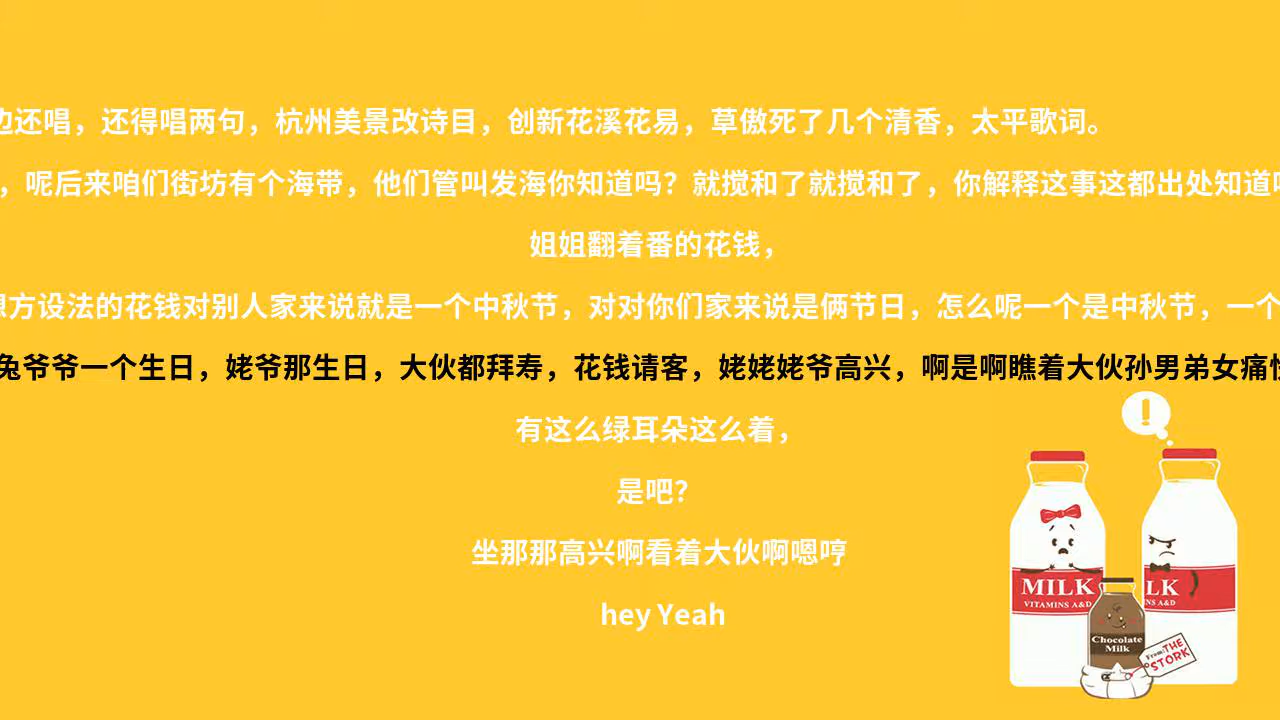 边还唱，还得唱两句，杭州美景改诗目，创新花溪花易，草傲死了几个清香，太平歌词。
，呢后来咱们街坊有个海带，他们管叫发海你知道吗？就搅和了就搅和了，你解释这事这都出处知道吗
姐姐翻着番的花钱，
想方设法的花钱对别人家来说就是一个中秋节，对对你们家来说是俩节日，怎么呢一个是中秋节，一个
兔爷爷一个生日，姥爷那生日，大伙都拜寿，花钱请客，姥姥姥爷高兴，啊是啊瞧着大伙孙男弟女痛快
有这么绿耳朵这么着，
是吧？
坐那那高兴啊看着大伙啊嗯哼
hey Yeah
!
MILK
VITAMINS A&D
LK
NS A&D
Chocolate
Milk
From: THE
STORK